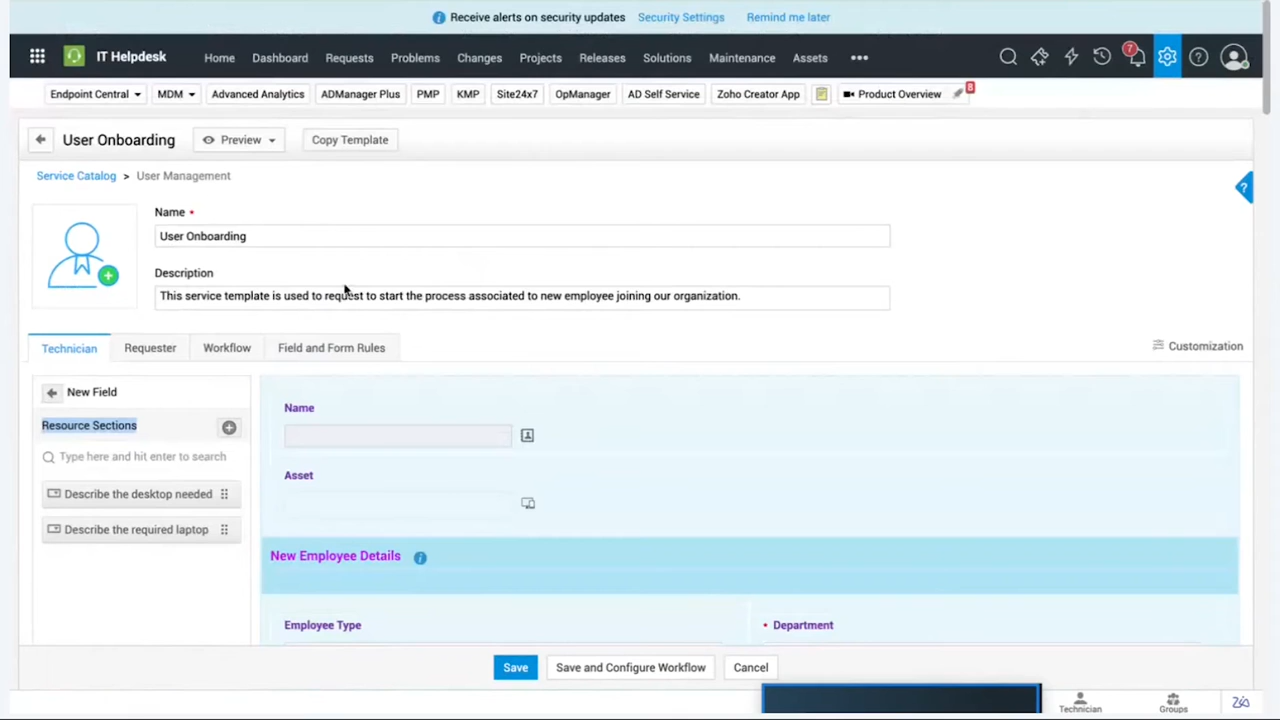 Receive alerts on security updates Security Settings Remind me later
IT Helpdesk Home Dashboard Requests Problems Changes Projects Releases Solutions Maintenance Assets 7
Endpoint Central MDM Advanced Analytics ADManager Plus PMP KMP Site24x7 OpManager AD Self Service Zoho Creator App Product Overview 8
User Onboarding Preview Copy Template
Service Catalog > User Management
Name
User Onboarding
Description
This service template is used to request to start the process associated to new employee joining our organization.
Technician Requester Workflow Field and Form Rules Customization
New Field
Resource Sections
Type here and hit enter to search
Describe the desktop needed
Describe the required laptop
Name
Asset
New Employee Details
Employee Type Department
Save Save and Configure Workflow Cancel
Technician Groups